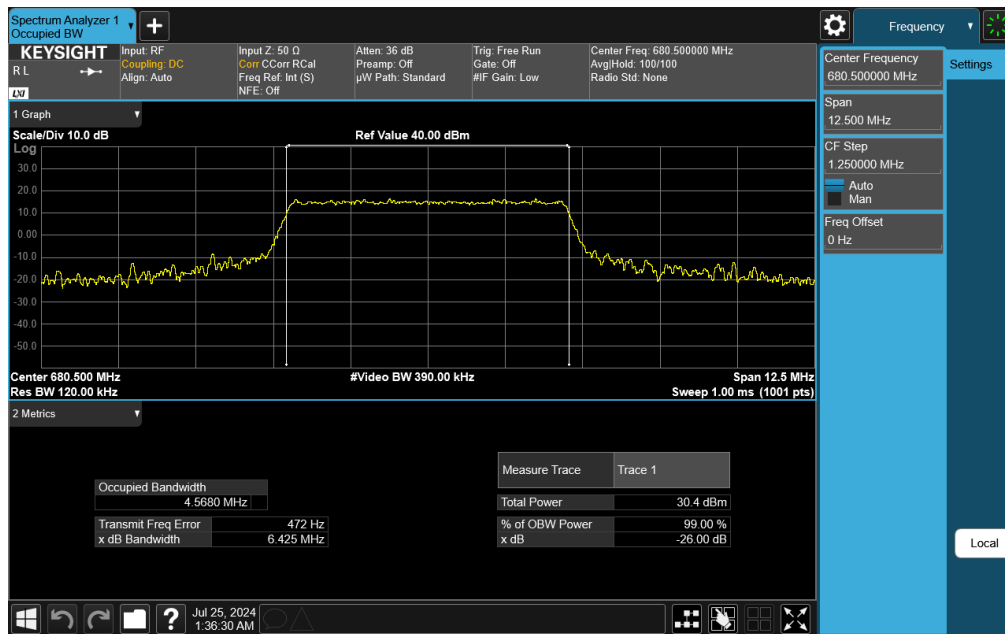 Spectrum Analyzer 1
Occupied BW
Frequency
KEYSIGHT
R L
LXI
Input: RF
Coupling: DC
Align: Auto
Input Z: 50 Ω
Corr CCorr RCal
Freq Ref: Int (S)
NFE: Off
Atten: 36 dB
Preamp: Off
µW Path: Standard
Trig: Free Run
Gate: Off
#IF Gain: Low
Center Freq: 680.500000 MHz
Avg|Hold: 100/100
Radio Std: None
Center Frequency
680.500000 MHz
Settings
Span
12.500 MHz
CF Step
1.250000 MHz
Auto
Man
Freq Offset
0 Hz
Local
1 Graph
Scale/Div 10.0 dB
Ref Value 40.00 dBm
Log
30.0
20.0
10.0
0.00
-10.0
-20.0
-30.0
-40.0
-50.0
Center 680.500 MHz
#Video BW 390.00 kHz
Span 12.5 MHz
Res BW 120.00 kHz
Sweep 1.00 ms (1001 pts)
2 Metrics
Occupied Bandwidth
4.5680 MHz
Transmit Freq Error 472 Hz
x dB Bandwidth 6.425 MHz
Measure Trace Trace 1
Total Power 30.4 dBm
% of OBW Power 99.00 %
x dB -26.00 dB
Jul 25, 2024
1:36:30 AM